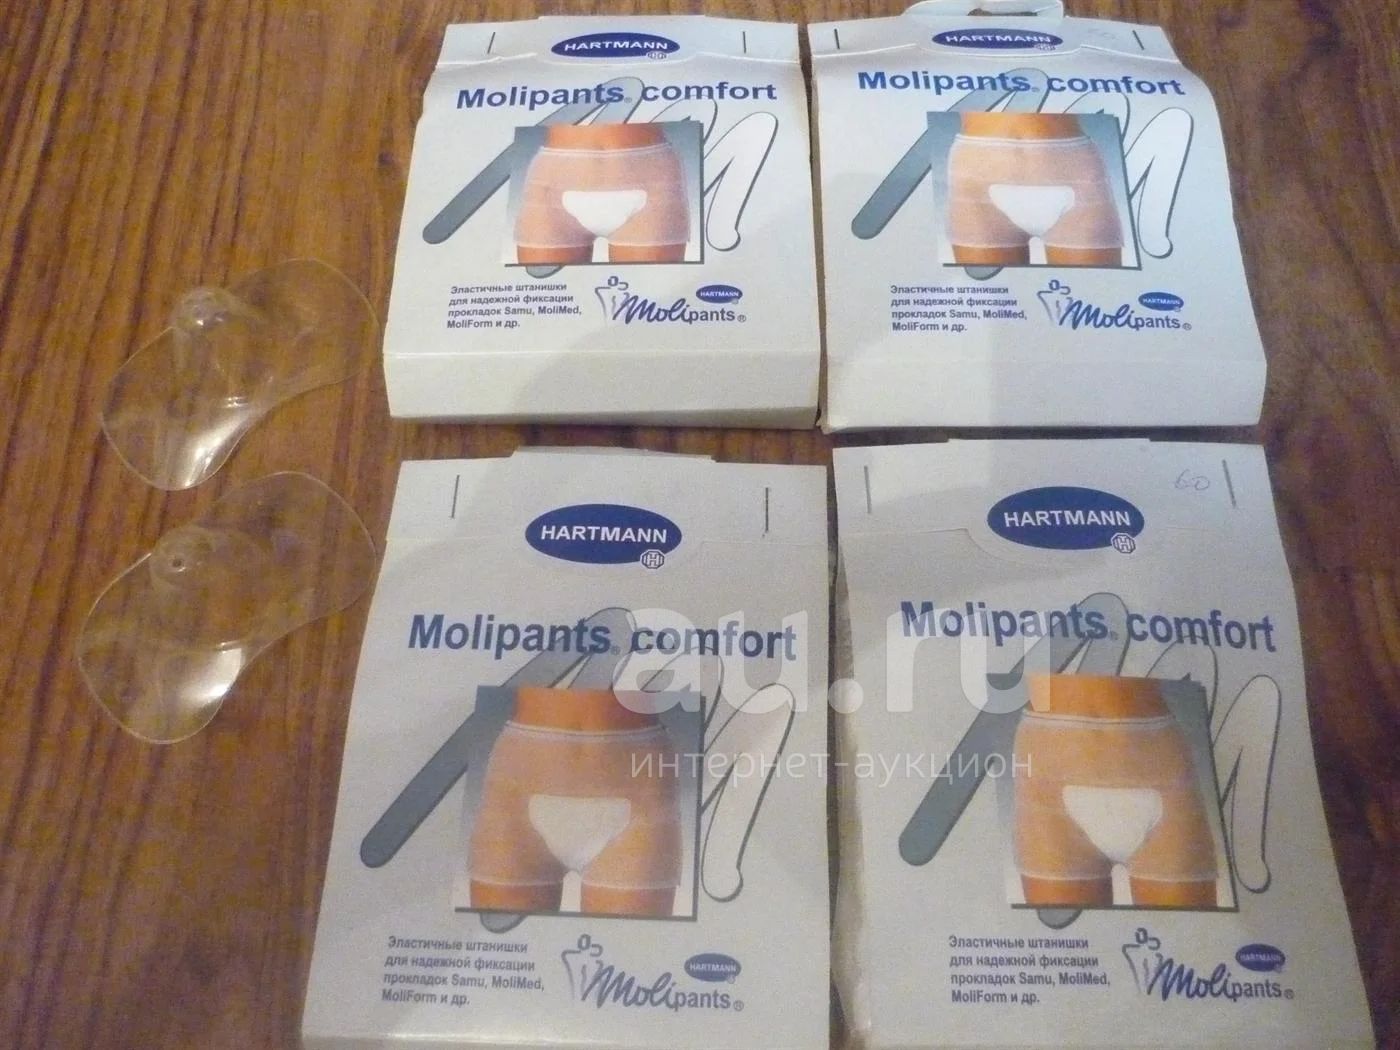 HARTMANN
Molipants® comfort
Эластичные штанишки
для надежной фиксации
прокладок Samu, MoliMed,
MoliForm и др.
HARTMANN
Molipants®
HARTMANN
Molipants® comfort
Эластичные штанишки
для надежной фиксации
прокладок Samu, MoliMed,
MoliForm и др.
HARTMANN
Molipants®
HARTMANN
Molipants® comfort
Эластичные штанишки
для надежной фиксации
прокладок Samu, MoliMed,
MoliForm и др.
HARTMANN
Molipants®
60
HARTMANN
Molipants® comfort
Эластичные штанишки
для надежной фиксации
прокладок Samu, MoliMed,
MoliForm и др.
HARTMANN
Molipants®
au.ru
интернет-аукцион